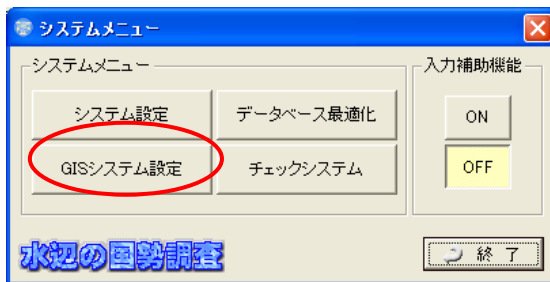 システムメニュー
システムメニュー
入力補助機能
システム設定
データベース最適化
ON
GISシステム設定
チェックシステム
OFF
水辺の国勢調査
終 了